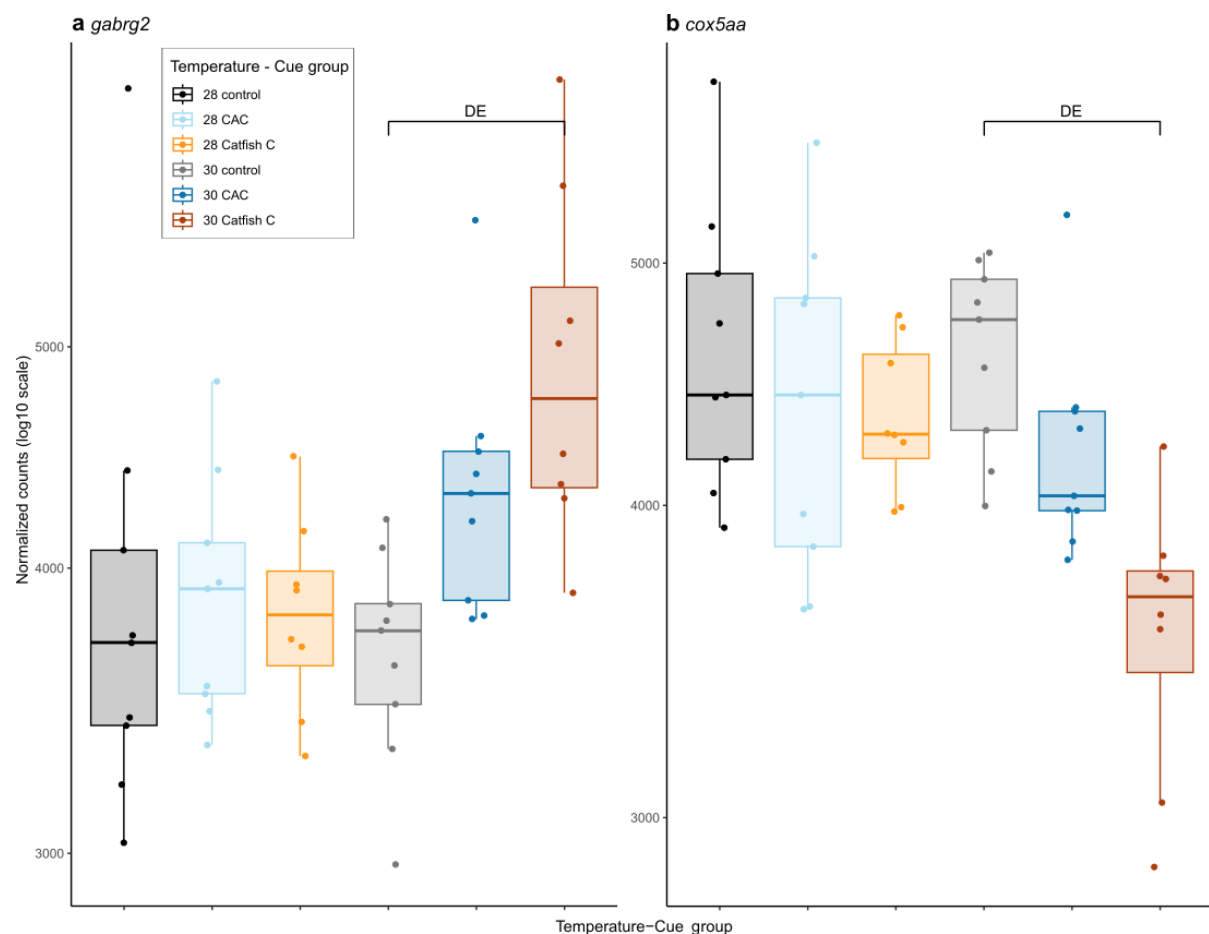 a gabrg2
b cox5aa
Temperature - Cue group
28 control
28 CAC
28 Catfish C
30 control
30 CAC
30 Catfish C
DE
DE
Normalized counts (log10 scale)
5000
4000
3000
5000
4000
3000
Temperature−Cue group